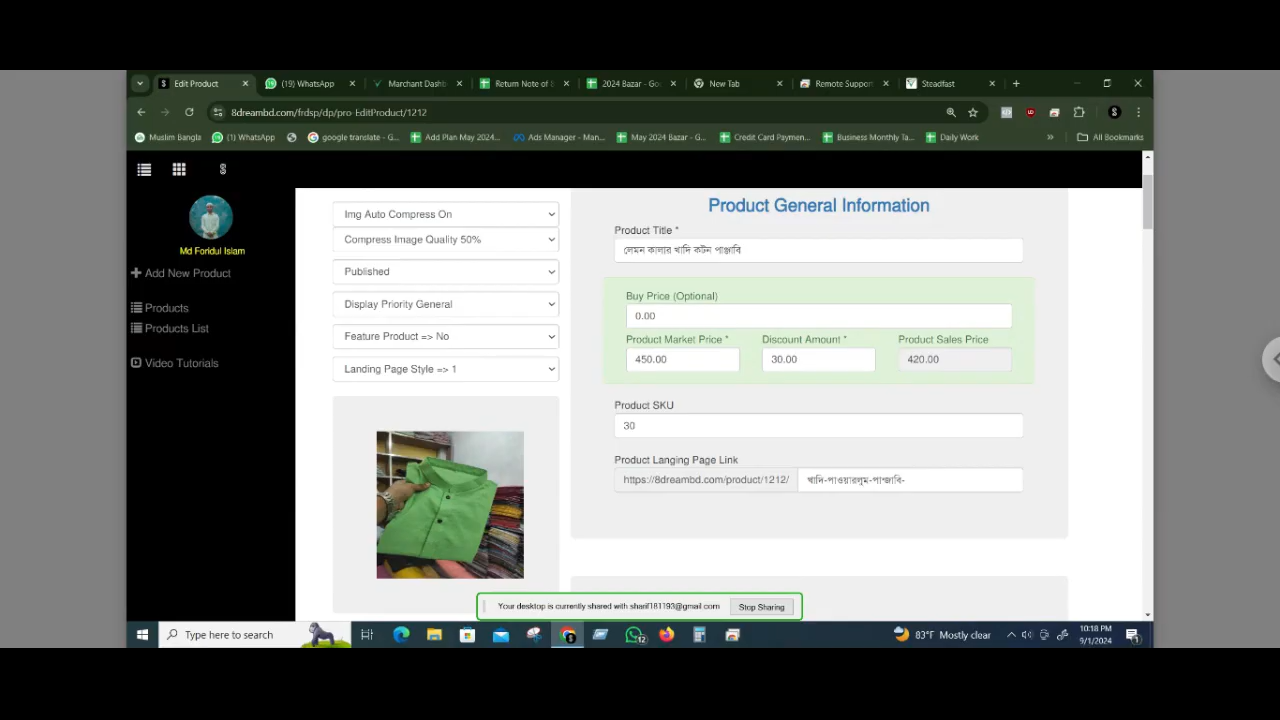 Edit Product
(19) WhatsApp
Marchant Dashb
Return Note of S
2024 Bazar - Goo
New Tab
Remote Support
Steadfast
8dreambd.com/frdsp/dp/pro-EditProduct/1212
Muslim Bangla
(1) WhatsApp
google translate - G...
Add Plan May 2024...
Ads Manager - Man...
May 2024 Bazar - G...
Credit Card Paymen...
Business Monthly Ta...
Daily Work
All Bookmarks
Md Foridul Islam
Add New Product
Products
Products List
Video Tutorials
Img Auto Compress On
Compress Image Quality 50%
Published
Display Priority General
Feature Product => No
Landing Page Style => 1
Product General Information
Product Title *
লেমন কালার খাদি কটন পাঞ্জাবি
Buy Price (Optional)
0.00
Product Market Price * Discount Amount * Product Sales Price
450.00 30.00 420.00
Product SKU
30
Product Langing Page Link
https://8dreambd.com/product/1212/ খাদি-পাওয়ারলুম-পান্জাবি-
Your desktop is currently shared with sharif181193@gmail.com Stop Sharing
Type here to search
83°F Mostly clear
10:18 PM
9/1/2024